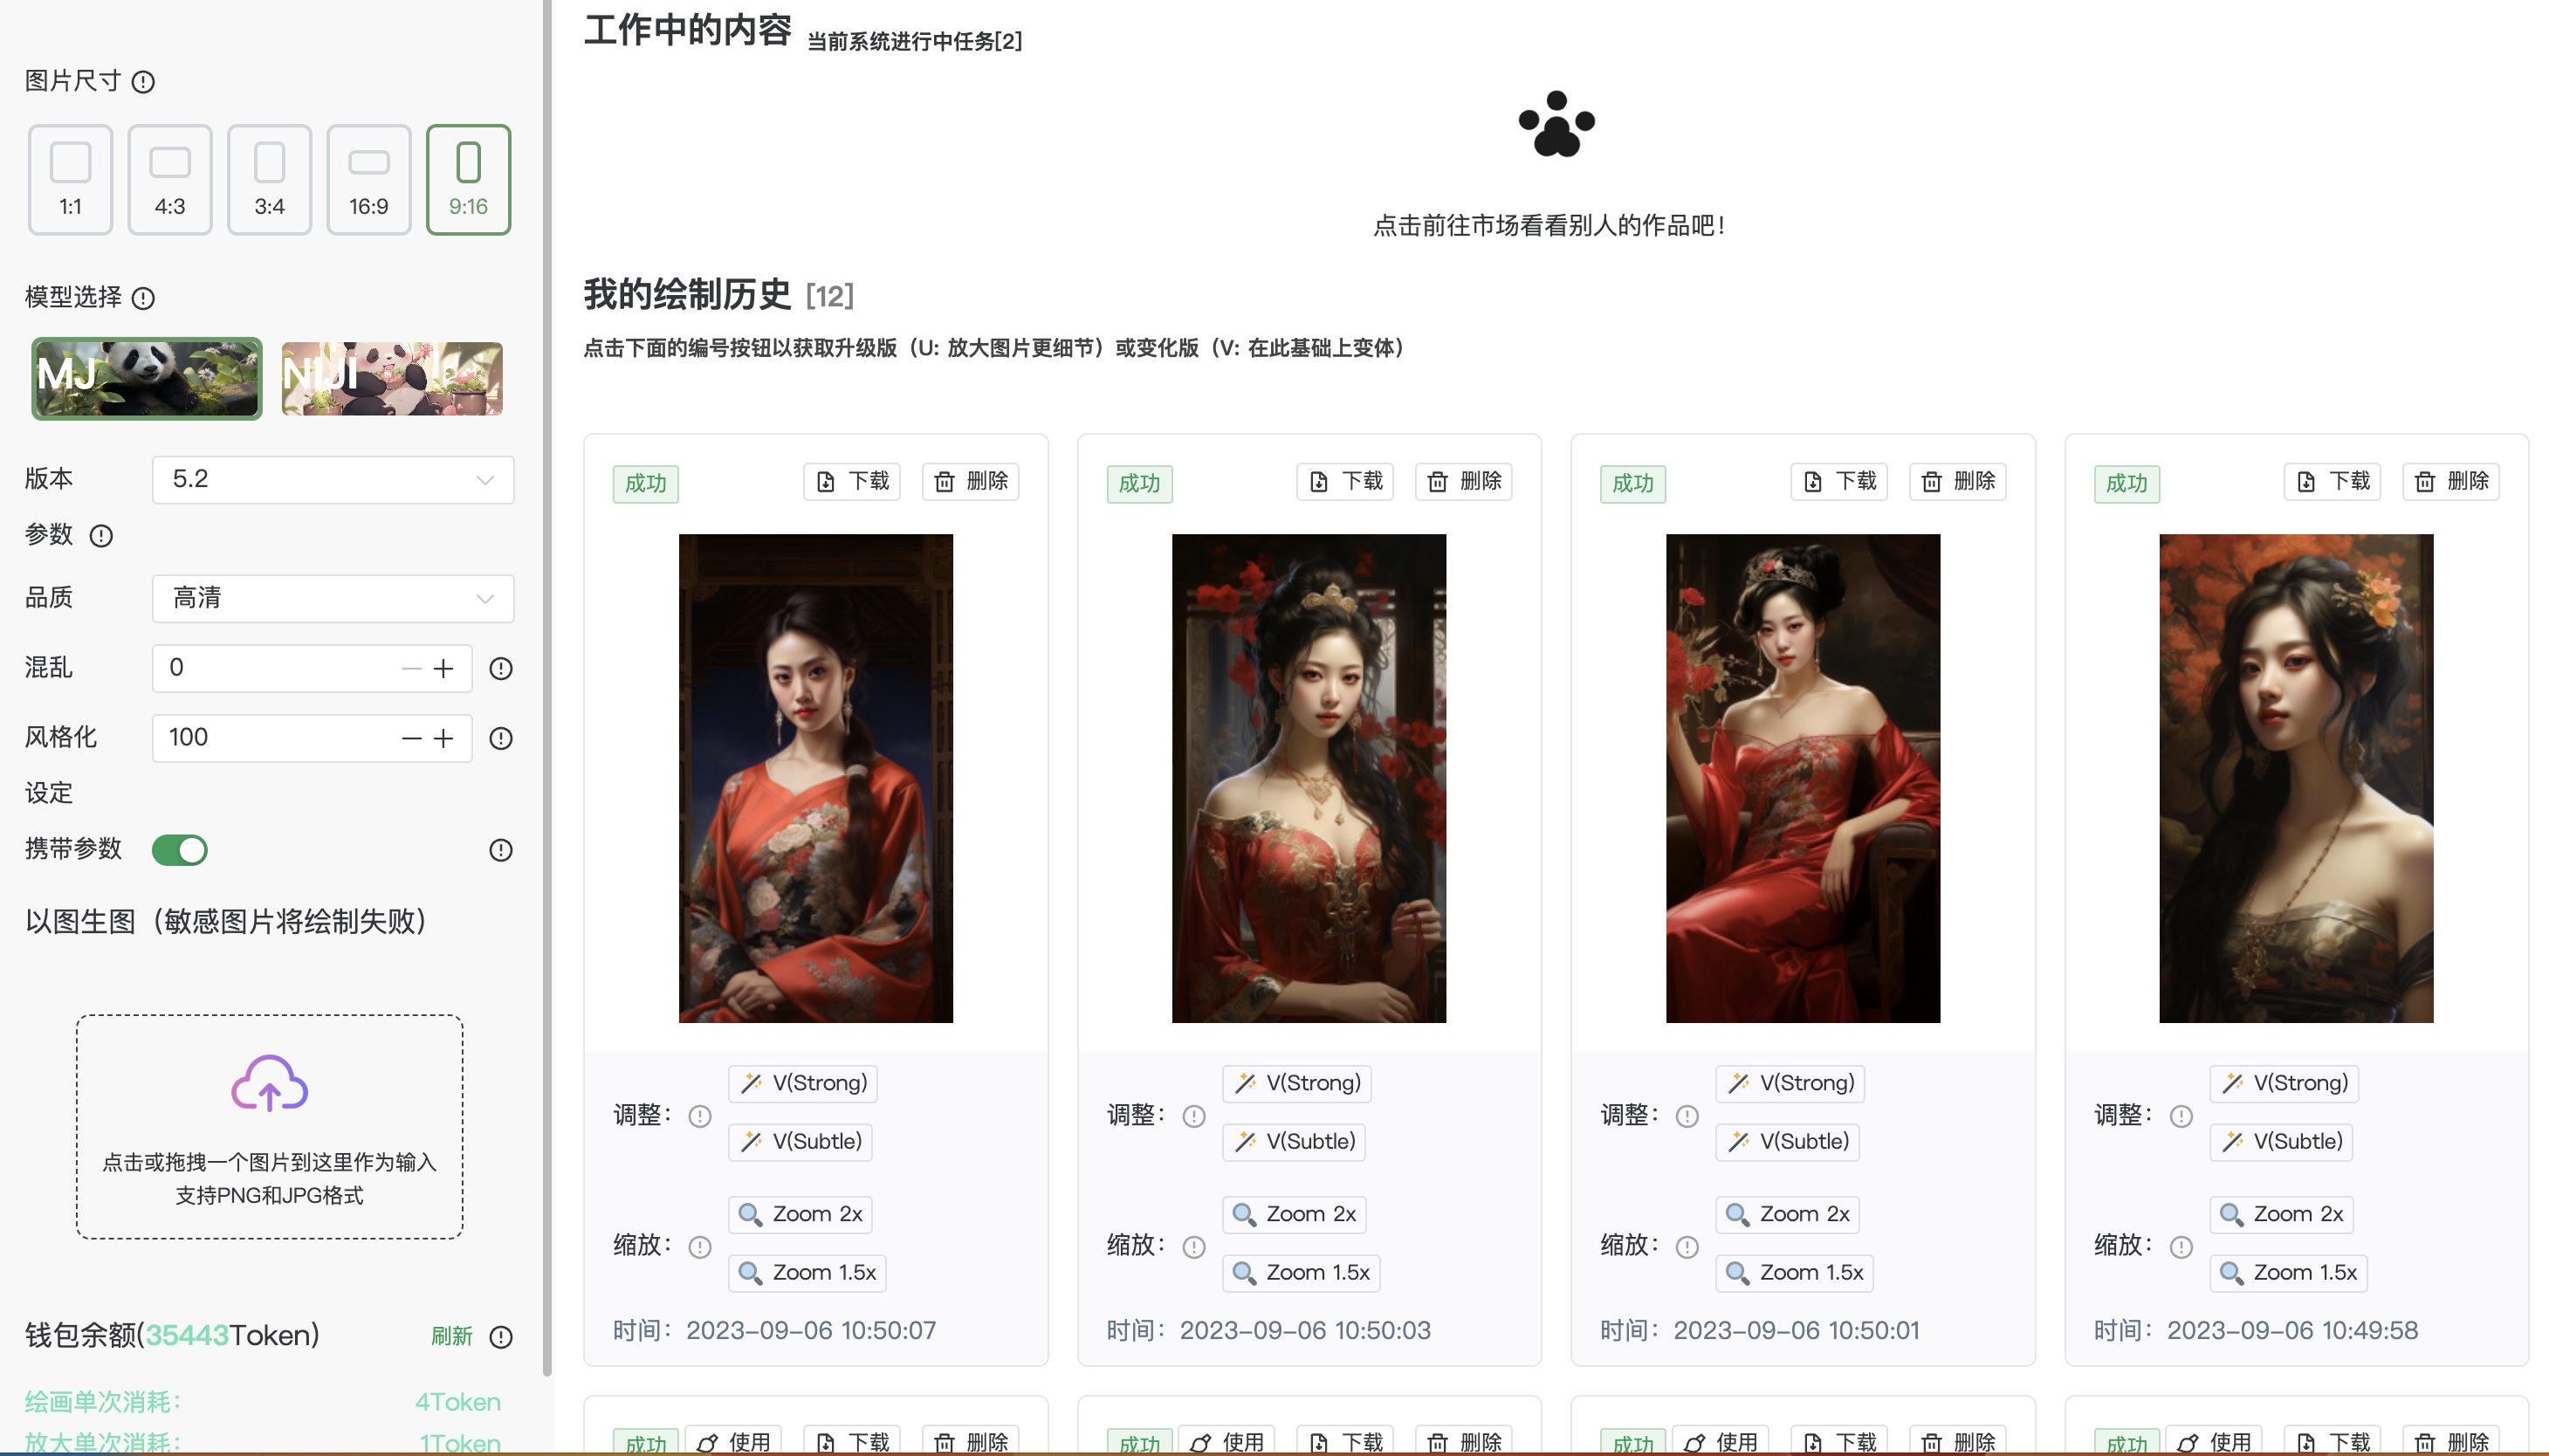 图片尺寸
1:1 4:3 3:4 16:9 9:16
模型选择
MJ NIJI
版本 5.2
参数
品质 高清
混乱 0
风格化 100
设定
携带参数
以图生图（敏感图片将绘制失败）
点击或拖拽一个图片到这里作为输入
支持PNG和JPG格式
钱包余额(35443Token) 刷新
绘画单次消耗： 4Token
放大单次消耗： 1Token
工作中的内容 当前系统进行中任务[2]
点击前往市场看看别人的作品吧！
我的绘制历史 [12]
点击下面的编号按钮以获取升级版（U: 放大图片更细节）或变化版（V: 在此基础上变体）
成功 下载 删除
调整：
V(Strong)
V(Subtle)
缩放：
Zoom 2x
Zoom 1.5x
时间：2023-09-06 10:50:07
成功 下载 删除
调整：
V(Strong)
V(Subtle)
缩放：
Zoom 2x
Zoom 1.5x
时间：2023-09-06 10:50:03
成功 下载 删除
调整：
V(Strong)
V(Subtle)
缩放：
Zoom 2x
Zoom 1.5x
时间：2023-09-06 10:50:01
成功 下载 删除
调整：
V(Strong)
V(Subtle)
缩放：
Zoom 2x
Zoom 1.5x
时间：2023-09-06 10:49:58
成功 使用 下载 删除
成功 使用 下载 删除
成功 使用 下载 删除
成功 使用 下载 删除